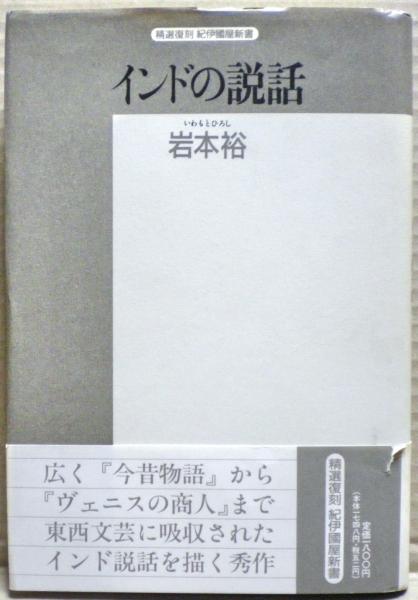 精選復刻 紀伊國屋新書
インドの説話
いわもとひろし
岩本裕
広く『今昔物語』から
『ヴェニスの商人』まで
東西文芸に吸収された
インド説話を描く秀作
精選復刻 紀伊國屋新書
定価一八〇〇円
(本体一七四八円・税五二円)